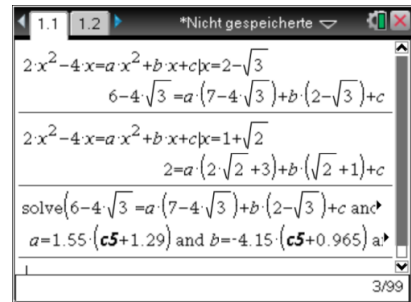 1.1 1.2 *Nicht gespeicherte
2·x²−4·x=a·x²+b·x+c|x=2−√3
6−4·√3 =a·(7−4·√3)+b·(2−√3)+c
2·x²−4·x=a·x²+b·x+c|x=1+√2
2=a·(2·√2+3)+b·(√2+1)+c
solve(6−4·√3 =a·(7−4·√3)+b·(2−√3)+c and
a=1.55·(c5+1.29) and b=-4.15·(c5+0.965) a
3/99